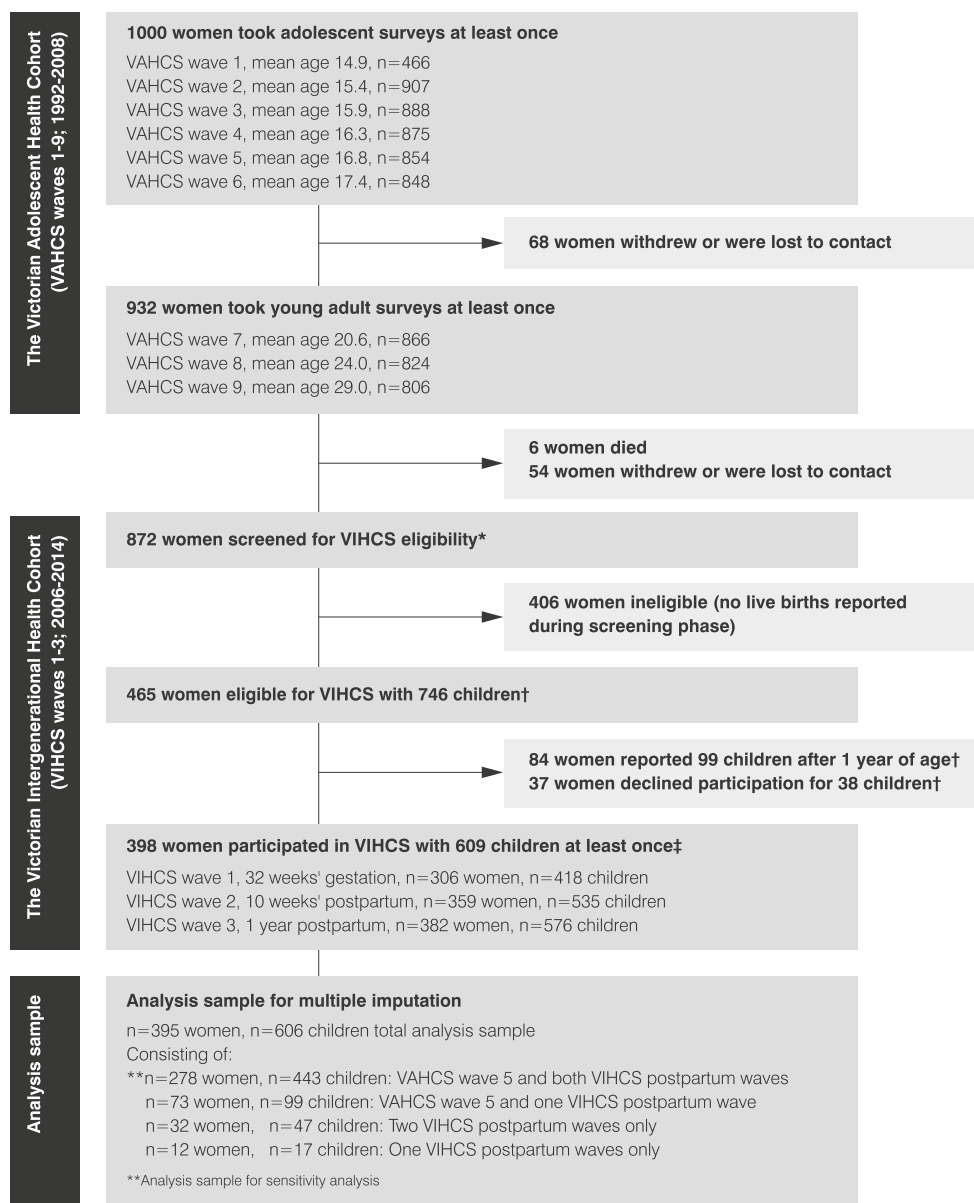 The Victorian Adolescent Health Cohort
(VAHCS waves 1-9; 1992-2008)
1000 women took adolescent surveys at least once
VAHCS wave 1, mean age 14.9, n=466
VAHCS wave 2, mean age 15.4, n=907
VAHCS wave 3, mean age 15.9, n=888
VAHCS wave 4, mean age 16.3, n=875
VAHCS wave 5, mean age 16.8, n=854
VAHCS wave 6, mean age 17.4, n=848
68 women withdrew or were lost to contact
932 women took young adult surveys at least once
VAHCS wave 7, mean age 20.6, n=866
VAHCS wave 8, mean age 24.0, n=824
VAHCS wave 9, mean age 29.0, n=806
6 women died
54 women withdrew or were lost to contact
The Victorian Intergenerational Health Cohort
(VIHCS waves 1-3; 2006-2014)
872 women screened for VIHCS eligibility*
406 women ineligible (no live births reported
during screening phase)
465 women eligible for VIHCS with 746 children†
84 women reported 99 children after 1 year of age†
37 women declined participation for 38 children†
398 women participated in VIHCS with 609 children at least once‡
VIHCS wave 1, 32 weeks' gestation, n=306 women, n=418 children
VIHCS wave 2, 10 weeks' postpartum, n=359 women, n=535 children
VIHCS wave 3, 1 year postpartum, n=382 women, n=576 children
Analysis sample
Analysis sample for multiple imputation
n=395 women, n=606 children total analysis sample
Consisting of:
**n=278 women, n=443 children: VAHCS wave 5 and both VIHCS postpartum waves
n=73 women, n=99 children: VAHCS wave 5 and one VIHCS postpartum wave
n=32 women, n=47 children: Two VIHCS postpartum waves only
n=12 women, n=17 children: One VIHCS postpartum waves only
**Analysis sample for sensitivity analysis